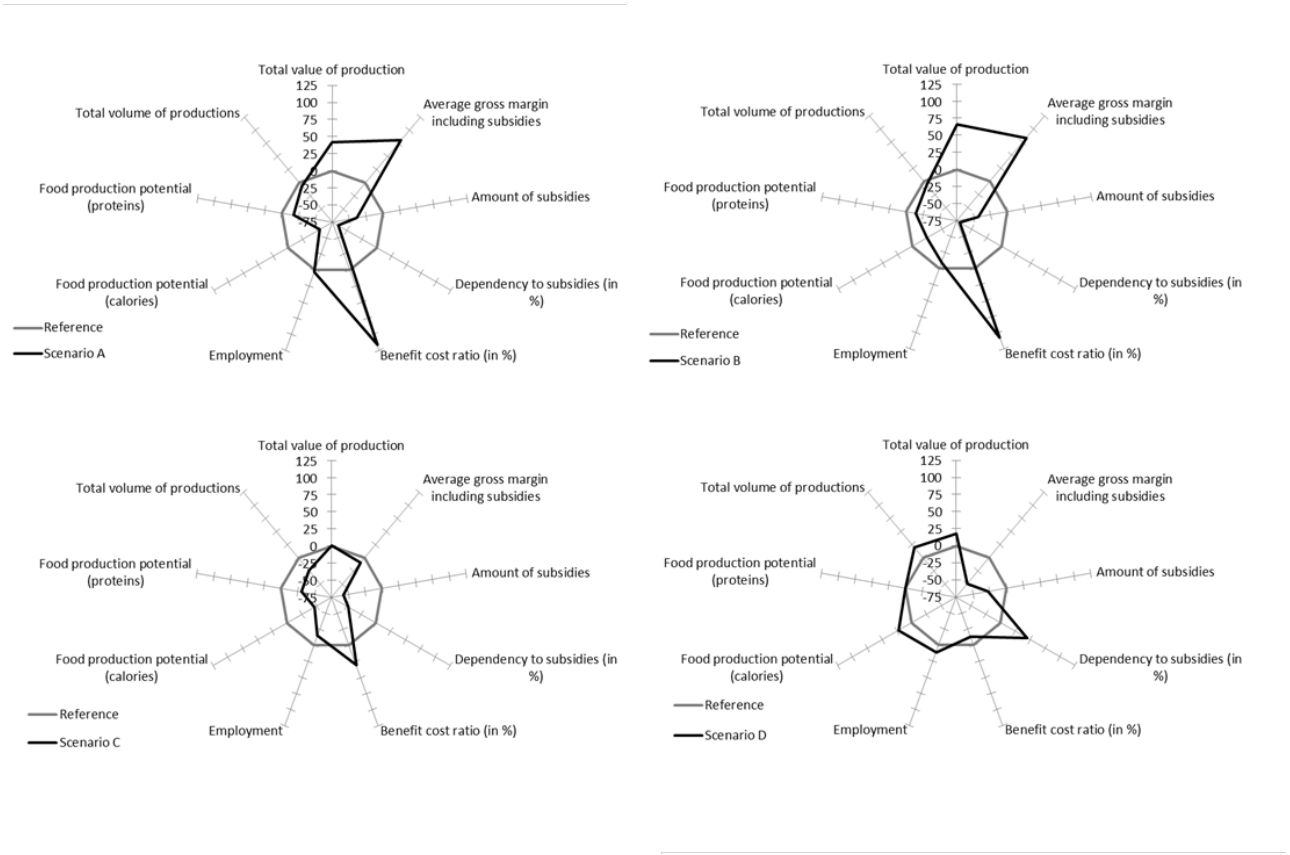 Total value of production
125
100
75
50
25
0
-25
-50
-75
Average gross margin
including subsidies
Amount of subsidies
Dependency to subsidies (in
%)
Benefit cost ratio (in %)
Employment
Food production potential
(calories)
Food production potential
(proteins)
Total volume of productions
Reference
Scenario A
Total value of production
125
100
75
50
25
0
-25
-50
-75
Average gross margin
including subsidies
Amount of subsidies
Dependency to subsidies (in
%)
Benefit cost ratio (in %)
Employment
Food production potential
(calories)
Food production potential
(proteins)
Total volume of productions
Reference
Scenario B
Total value of production
125
100
75
50
25
0
-25
-50
-75
Average gross margin
including subsidies
Amount of subsidies
Dependency to subsidies (in
%)
Benefit cost ratio (in %)
Employment
Food production potential
(calories)
Food production potential
(proteins)
Total volume of productions
Reference
Scenario C
Total value of production
125
100
75
50
25
0
-25
-50
-75
Average gross margin
including subsidies
Amount of subsidies
Dependency to subsidies (in
%)
Benefit cost ratio (in %)
Employment
Food production potential
(calories)
Food production potential
(proteins)
Total volume of productions
Reference
Scenario D